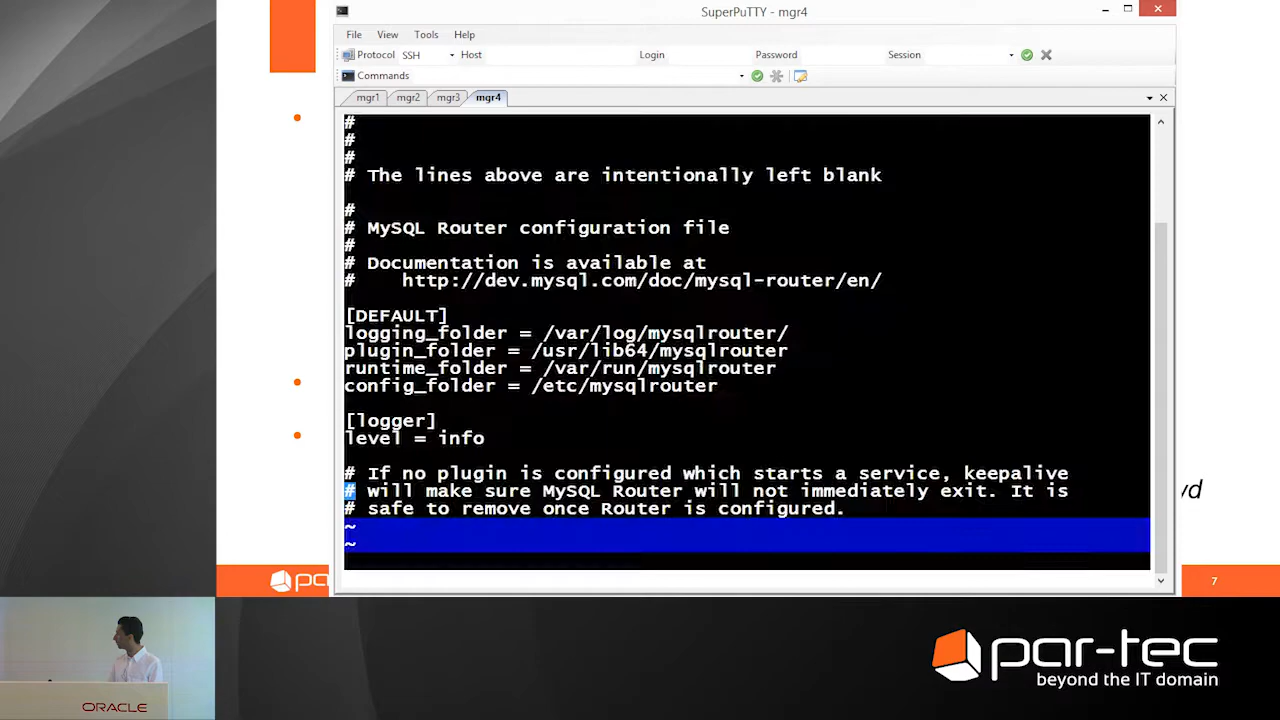 SuperPuTTY - mgr4
File View Tools Help
Protocol SSH Host Login Password Session
Commands
mgr1 mgr2 mgr3 mgr4
#
#
#
# The lines above are intentionally left blank
#
# MySQL Router configuration file
#
# Documentation is available at
# http://dev.mysql.com/doc/mysql-router/en/
[DEFAULT]
logging_folder = /var/log/mysqlrouter/
plugin_folder = /usr/lib64/mysqlrouter
runtime_folder = /var/run/mysqlrouter
config_folder = /etc/mysqlrouter
[logger]
level = info
# If no plugin is configured which starts a service, keepalive
# will make sure MySQL Router will not immediately exit. It is
# safe to remove once Router is configured.
~
~
7
ORACLE
par-tec
beyond the IT domain